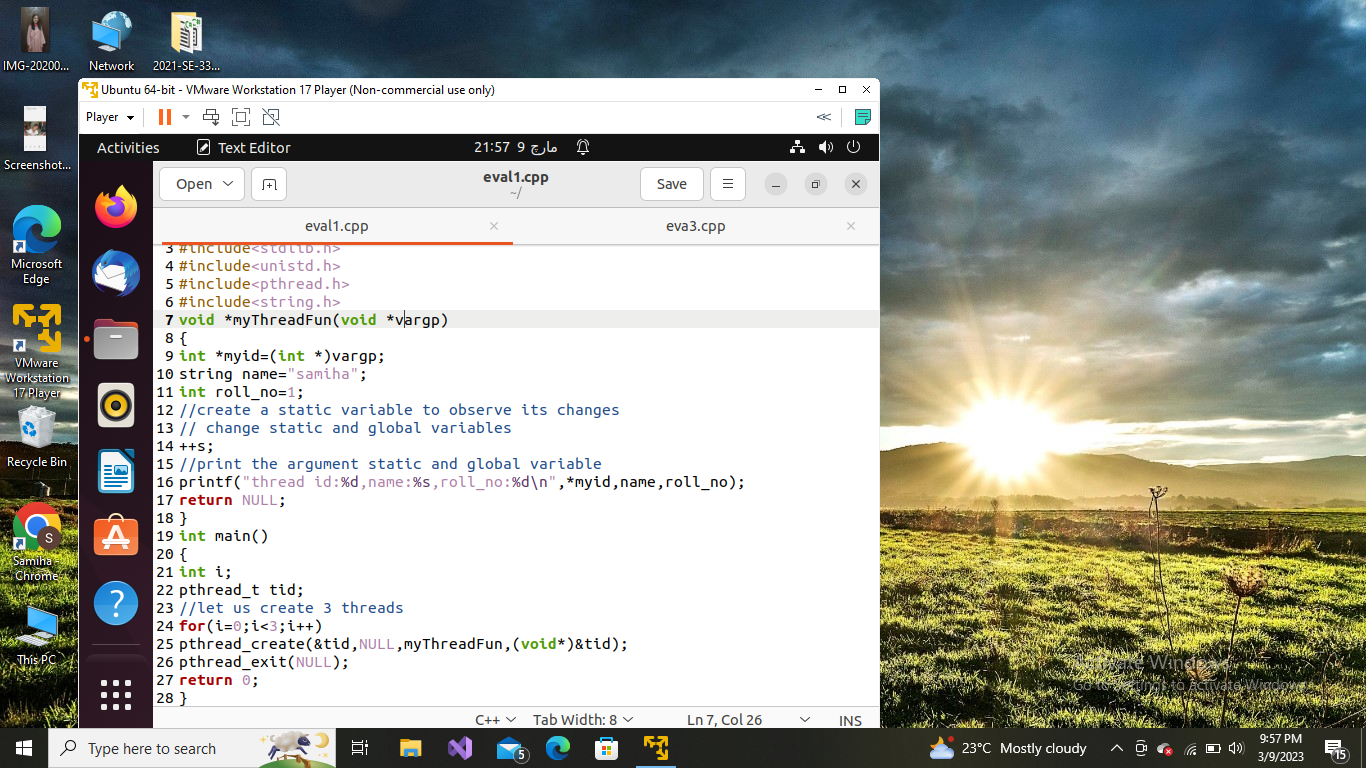 IMG-20200...
Network
2021-SE-33...
Screenshot...
Microsoft
Edge
VMware
Workstation
17 Player
Recycle Bin
Samiha -
Chrome
This PC
Ubuntu 64-bit - VMware Workstation 17 Player (Non-commercial use only)
Player
Activities
Text Editor
21:57 9 مارچ
Open
eval1.cpp
~/
Save
eval1.cpp
eva3.cpp
3 #include<stdlib.h>
4 #include<unistd.h>
5 #include<pthread.h>
6 #include<string.h>
7 void *myThreadFun(void *vargp)
8 {
9 int *myid=(int *)vargp;
10 string name="samiha";
11 int roll_no=1;
12 //create a static variable to observe its changes
13 // change static and global variables
14 ++s;
15 //print the argument static and global variable
16 printf("thread id:%d,name:%s,roll_no:%d\n",*myid,name,roll_no);
17 return NULL;
18 }
19 int main()
20 {
21 int i;
22 pthread_t tid;
23 //let us create 3 threads
24 for(i=0;i<3;i++)
25 pthread_create(&tid,NULL,myThreadFun,(void*)&tid);
26 pthread_exit(NULL);
27 return 0;
28 }
C++
Tab Width: 8
Ln 7, Col 26
INS
Activate Windows
Go to Settings to Activate Windows.
Type here to search
5
23°C Mostly cloudy
9:57 PM
3/9/2023
15
S